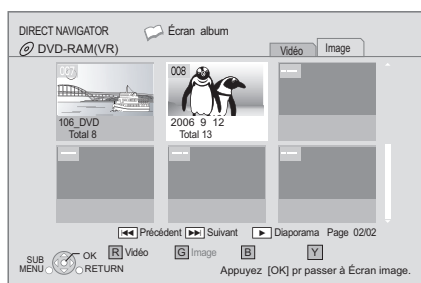 DIRECT NAVIGATOR Écran album
DVD-RAM(VR) Vidéo Image
007 008 ---
106_DVD 2006 9 12
Total 8 Total 13
--- --- ---
Précédent Suivant Diaporama Page 02/02
SUB MENU OK RETURN R Vidéo G Image B Y
Appuyez [OK] pr passer à Écran image.